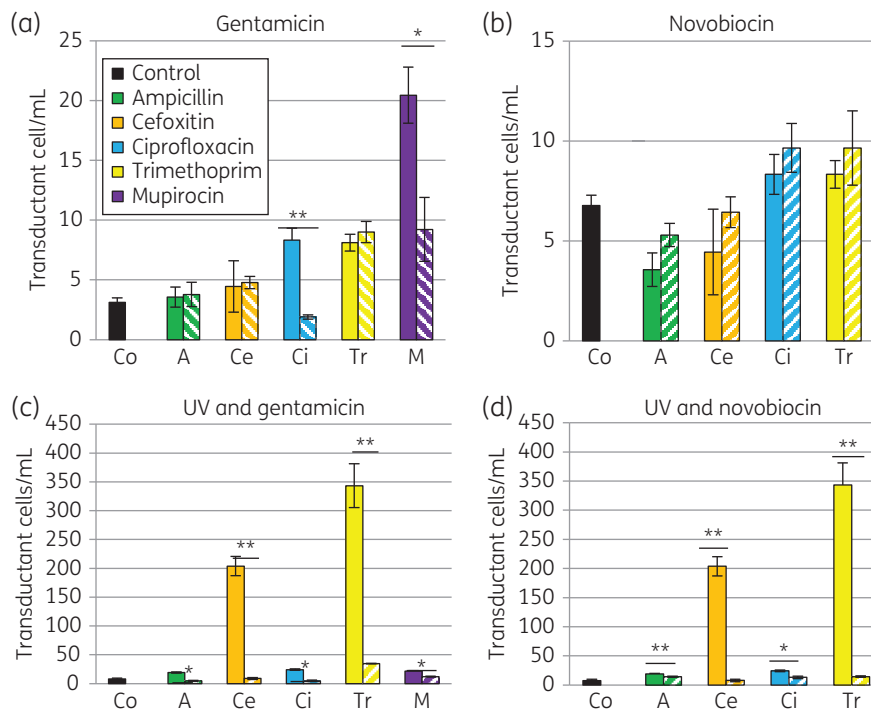 (a)
Gentamicin
Transductant cell/mL
25
20
15
10
5
0
Control
Ampicillin
Cefoxitin
Ciprofloxacin
Trimethoprim
Mupirocin
**
*
Co A Ce Ci Tr M
(b)
Novobiocin
Transductant cells/mL
15
10
5
0
Co A Ce Ci Tr
(c)
UV and gentamicin
Transductant cells/mL
450
400
350
300
250
200
150
100
50
0
*
**
*
**
*
Co A Ce Ci Tr M
(d)
UV and novobiocin
Transductant cells/mL
450
400
350
300
250
200
150
100
50
0
**
**
*
**
Co A Ce Ci Tr